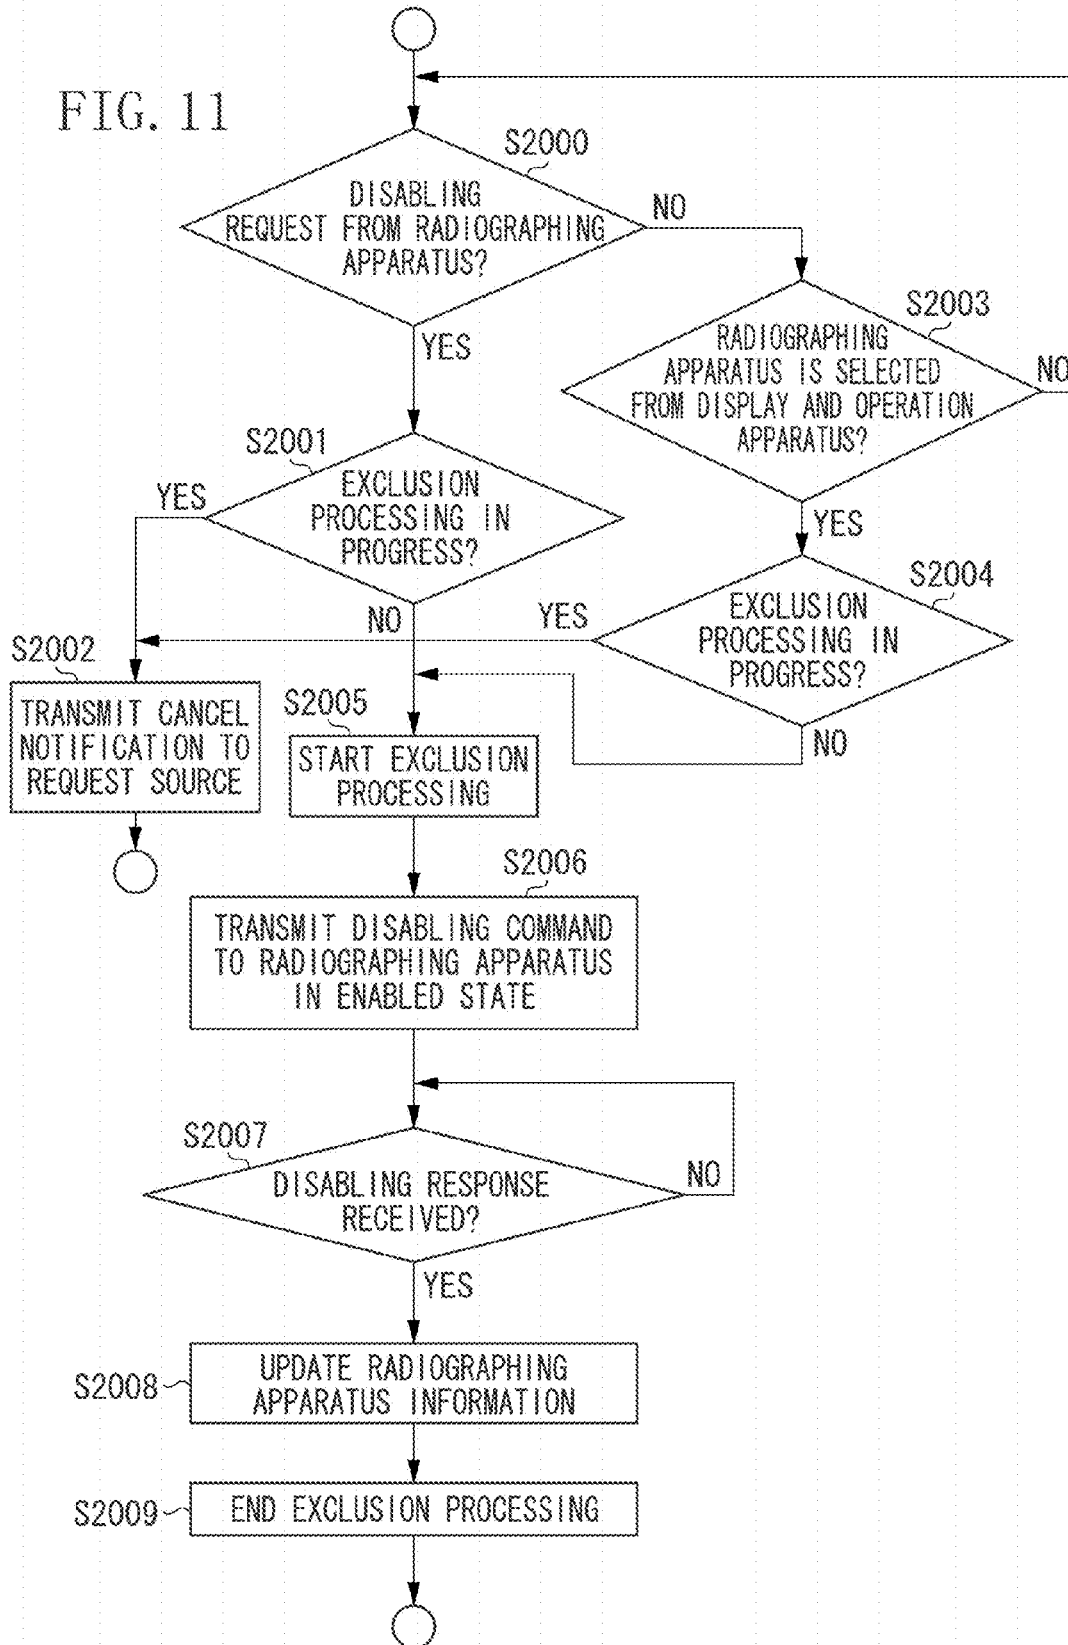 FIG. 11
S2000
DISABLING
REQUEST FROM RADIOGRAPHING
APPARATUS?
NO
YES
S2003
RADIOGRAPHING
APPARATUS IS SELECTED
FROM DISPLAY AND OPERATION
APPARATUS?
NO
YES
S2001
EXCLUSION
PROCESSING IN
PROGRESS?
YES
NO
S2004
EXCLUSION
PROCESSING IN
PROGRESS?
YES
NO
S2002
TRANSMIT CANCEL
NOTIFICATION TO
REQUEST SOURCE
S2005
START EXCLUSION
PROCESSING
S2006
TRANSMIT DISABLING COMMAND
TO RADIOGRAPHING APPARATUS
IN ENABLED STATE
S2007
DISABLING RESPONSE
RECEIVED?
NO
YES
S2008
UPDATE RADIOGRAPHING
APPARATUS INFORMATION
S2009
END EXCLUSION PROCESSING